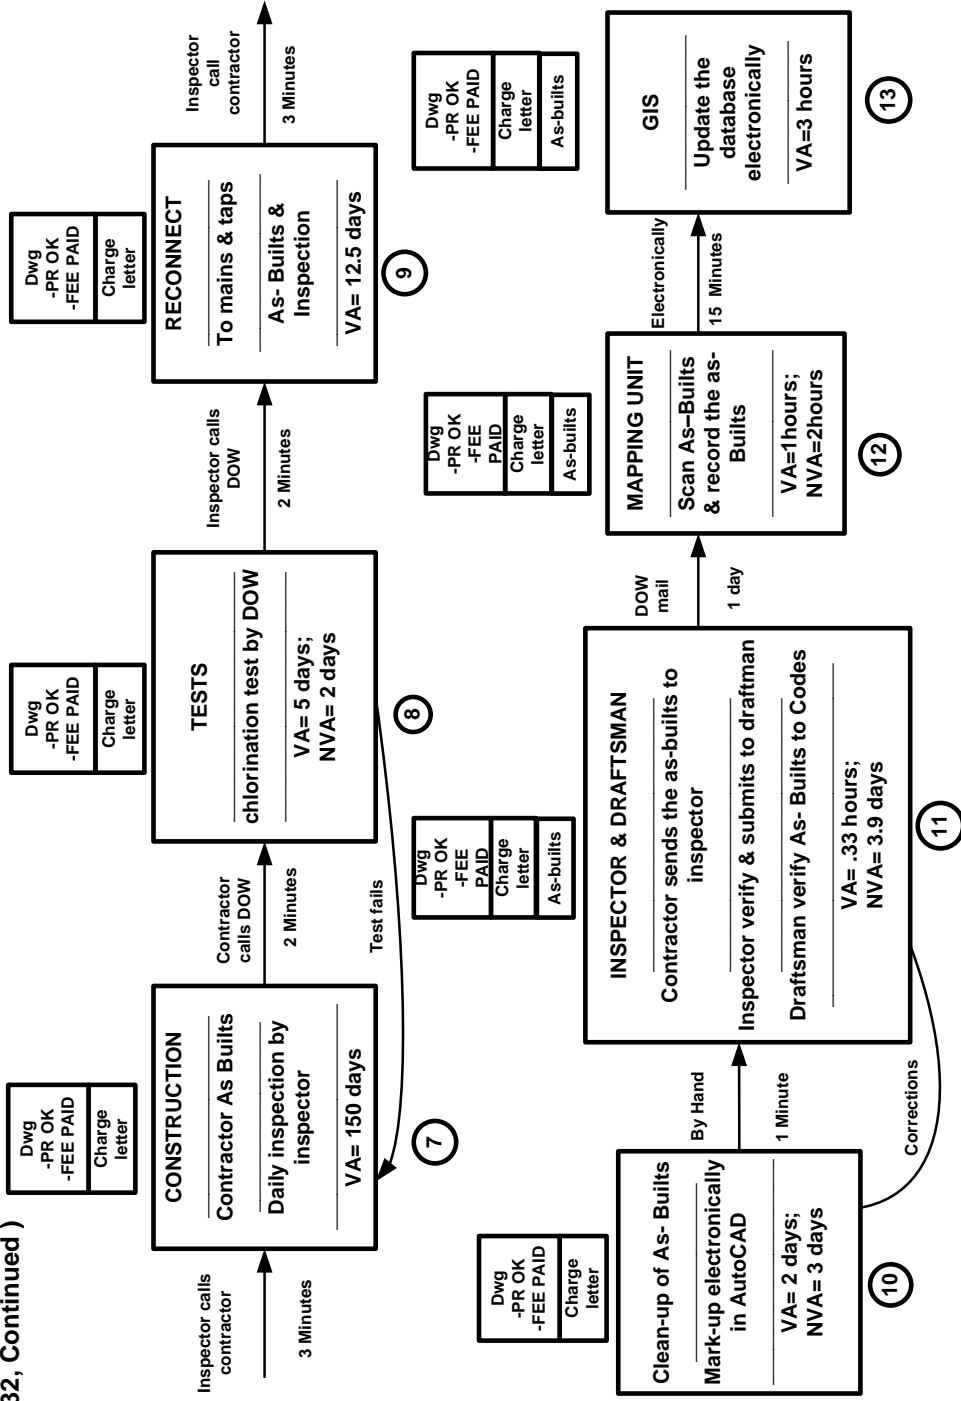 32, Continued )
Inspector calls
contractor
3 Minutes
Dwg
-PR OK
-FEE PAID
Charge
letter
CONSTRUCTION
Contractor As Builts
Daily inspection by
inspector
VA= 150 days
7
Contractor
calls DOW
2 Minutes
Test fails
Dwg
-PR OK
-FEE PAID
Charge
letter
TESTS
chlorination test by DOW
VA= 5 days;
NVA= 2 days
8
Inspector calls
DOW
2 Minutes
Dwg
-PR OK
-FEE PAID
Charge
letter
RECONNECT
To mains & taps
As- Builts &
Inspection
VA= 12.5 days
9
Inspector
call
contractor
3 Minutes
Dwg
-PR OK
-FEE PAID
Charge
letter
Clean-up of As- Builts
Mark-up electronically
in AutoCAD
VA= 2 days;
NVA= 3 days
10
By Hand
1 Minute
Corrections
Dwg
-PR OK
-FEE
PAID
Charge
letter
As-builts
INSPECTOR & DRAFTSMAN
Contractor sends the as-builts to
inspector
Inspector verify & submits to draftman
Draftsman verify As- Builts to Codes
VA= .33 hours;
NVA= 3.9 days
11
DOW
mail
1 day
Dwg
-PR OK
-FEE
PAID
Charge
letter
As-builts
MAPPING UNIT
Scan As–Builts
& record the as-
Builts
VA=1hours;
NVA=2hours
12
Electronically
15 Minutes
Dwg
-PR OK
-FEE PAID
Charge
letter
As-builts
GIS
Update the
database
electronically
VA=3 hours
13